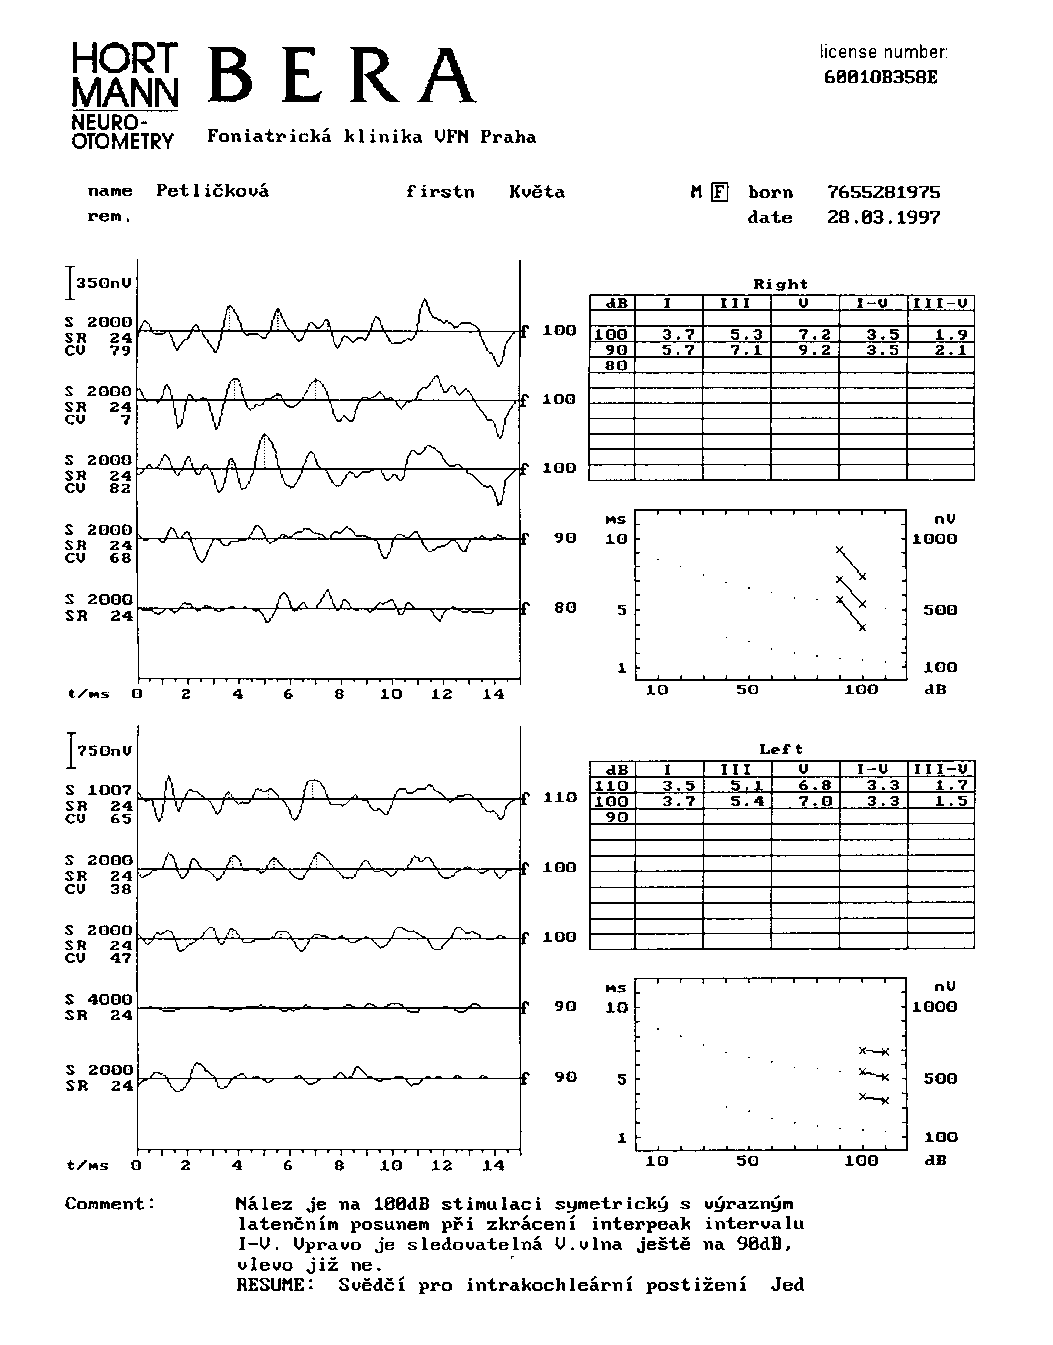 HORT
MANN
NEURO-
OTOMETRY
BERA
Foniatrická klinika VFN Praha
license number:
60010B358E
name Petličková firstn Květa M F born 7655281975
rem. date 28.03.1997
350nV
S 2000
SR 24
CV 79
f 100
S 2000
SR 24
CV 7
f 100
S 2000
SR 24
CV 82
f 100
S 2000
SR 24
CV 68
f 90
S 2000
SR 24
f 80
t/ms 0 2 4 6 8 10 12 14
Right
dB I III V I-V III-V
100 3.7 5.3 7.2 3.5 1.9
90 5.7 7.1 9.2 3.5 2.1
80
ms nV
10 1000
5 500
1 100
10 50 100 dB
750nV
S 1007
SR 24
CV 65
f 110
S 2000
SR 24
CV 38
f 100
S 2000
SR 24
CV 47
f 100
S 4000
SR 24
f 90
S 2000
SR 24
f 90
t/ms 0 2 4 6 8 10 12 14
Left
dB I III V I-V III-V
110 3.5 5.1 6.8 3.3 1.7
100 3.7 5.4 7.0 3.3 1.5
90
ms nV
10 1000
5 500
1 100
10 50 100 dB
Comment: Nález je na 100dB stimulaci symetrický s výrazným
latenčním posunem při zkrácení interpeak intervalu
I-V. Vpravo je sledovatelná V.vlna ještě na 90dB,
vlevo již ne.
RESUME: Svědčí pro intrakochleární postižení Jed